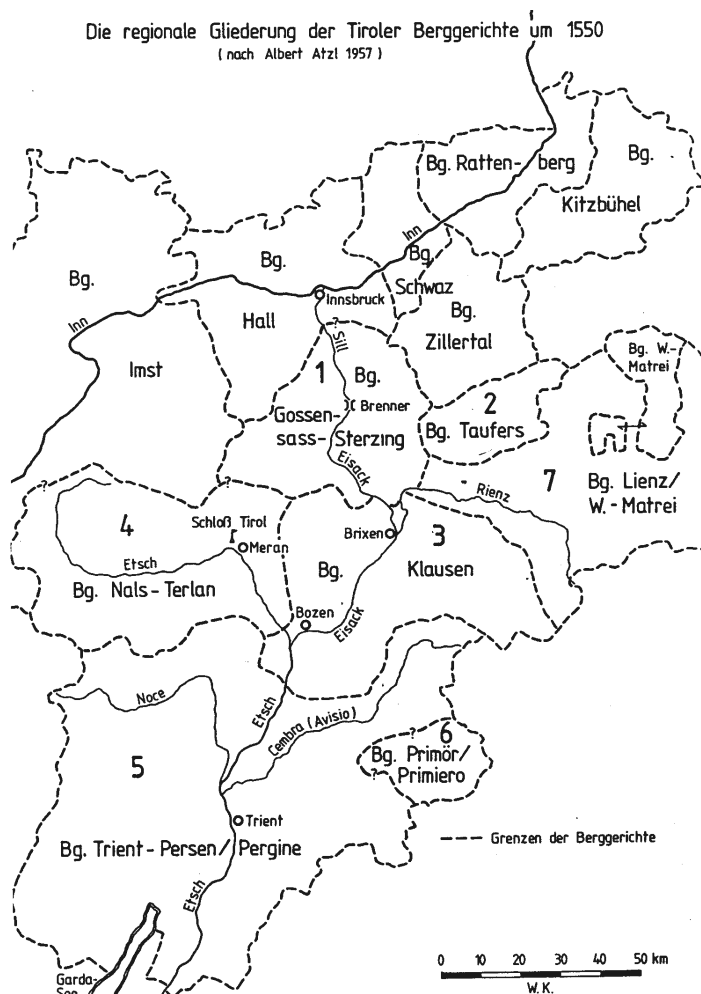 Die regionale Gliederung der Tiroler Berggerichte um 1550
( nach Albert Atzl 1957 )
Bg. Ratten- berg
Bg.
Kitzbühel
Inn
Bg.
Schwaz
Bg.
Hall
Innsbruck
Bg.
Zillertal
Bg.
Imst
Inn
?
Sill
1
Bg.
Brenner
Gossen-
sass- Sterzing
Eisack
2
Bg. Taufers
Bg. W.-
Matrei
7
Bg. Lienz/
W. - Matrei
Rienz
?
?
4
Schloß Tirol
Meran
Etsch
Bg. Nals - Terlan
Brixen
3
Bg.
Klausen
Bozen
Eisack
Noce
Etsch
Cembra (Avisio)
5
?
6
Bg. Primör/
? Primiero
Trient
Bg. Trient - Persen/ Pergine
Etsch
Grenzen der Berggerichte
Garda-
See
0 10 20 30 40 50 km
W. K.